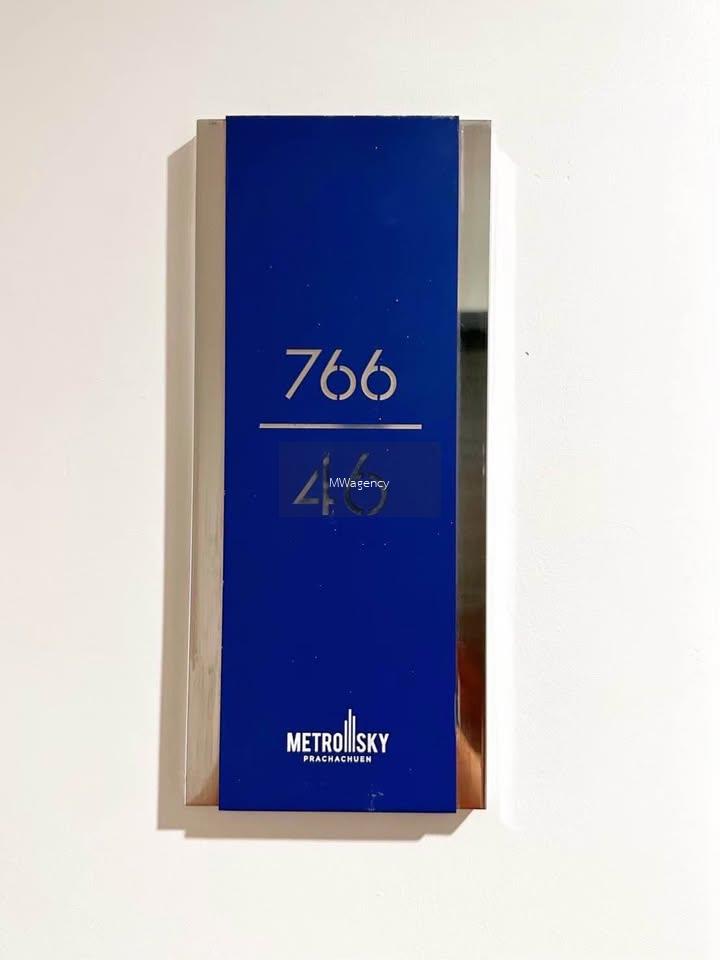 766
46
MWagency
METRO SKY
PRACHACHUEN